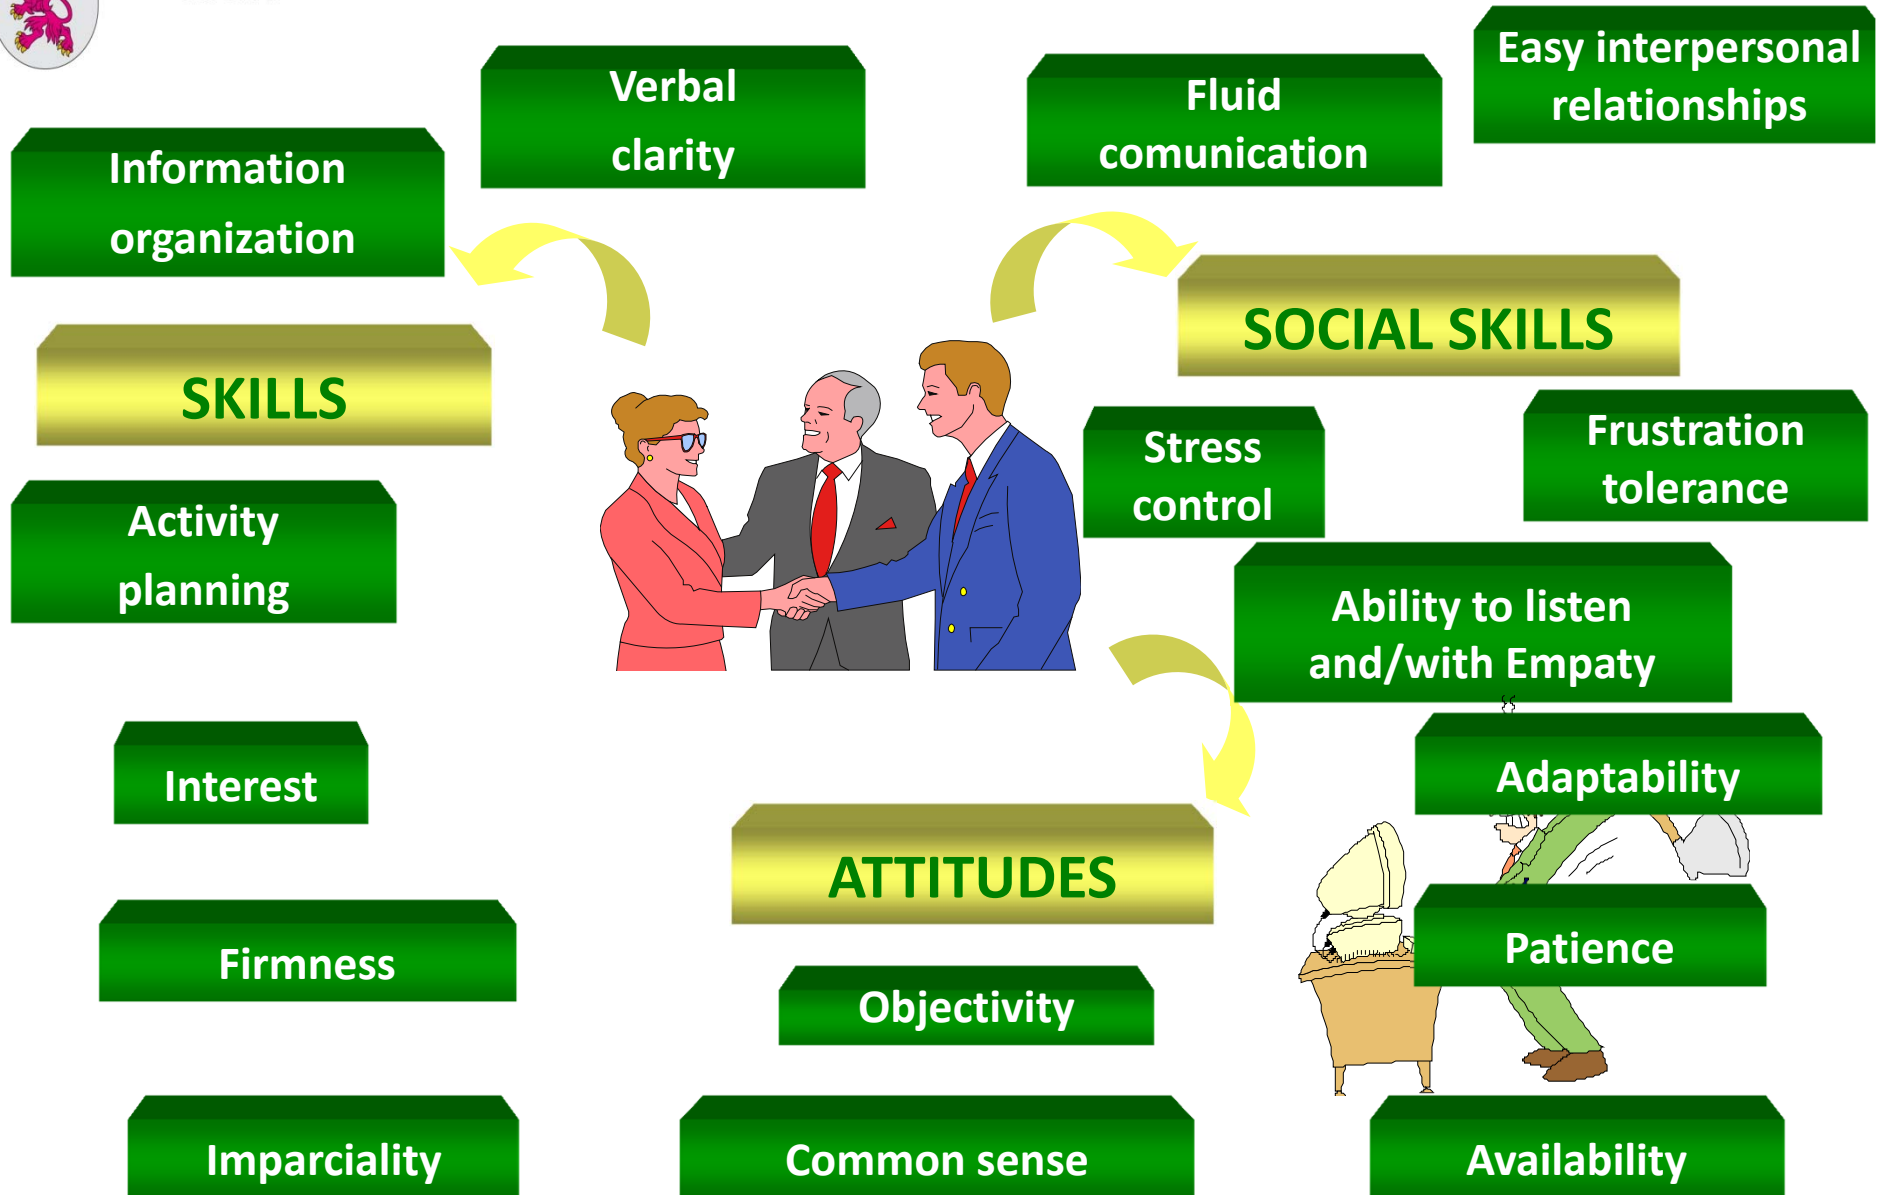 Easy interpersonal
relationships
Verbal
clarity
Fluid
comunication
Information
organization
SOCIAL SKILLS
SKILLS
Stress
control
Frustration
tolerance
Activity
planning
Ability to listen
and/with Empaty
Interest
Adaptability
ATTITUDES
Firmness
Patience
Objectivity
Imparciality
Common sense
Availability